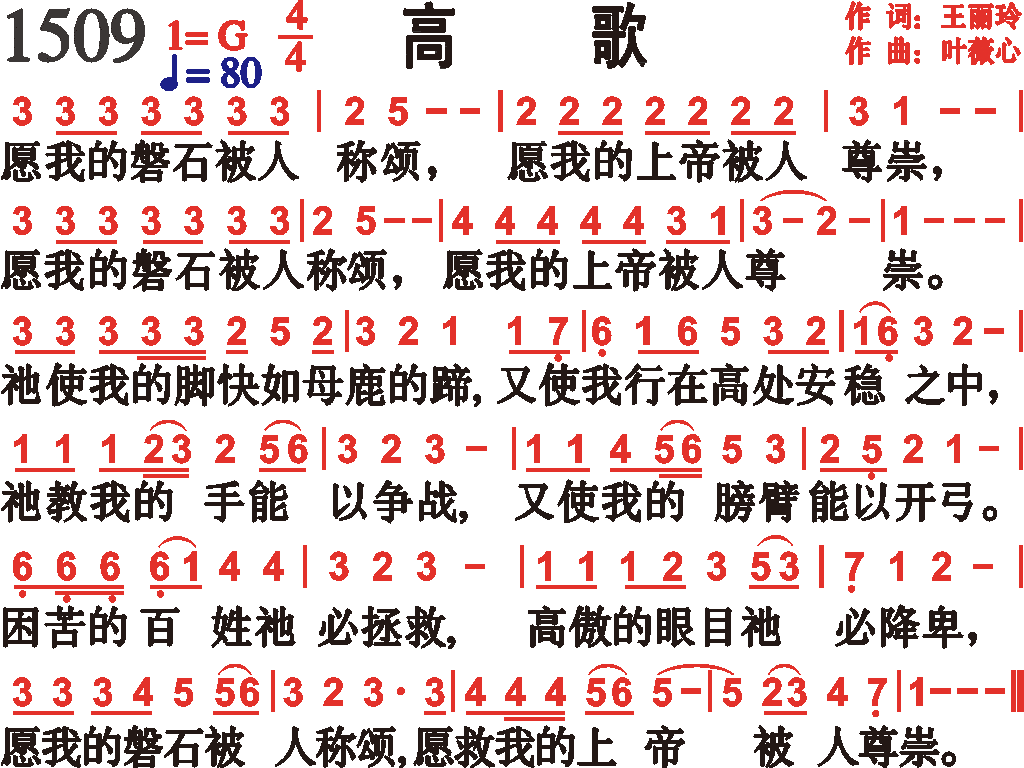 1509 1=G 4/4 高 歌 作 词：王丽玲
♩=80 作 曲：叶薇心
3 3 3 3 3 3 3 | 2 5 - - | 2 2 2 2 2 2 2 | 3 1 - - |
愿我的磐石被人 称颂， 愿我的上帝被人 尊崇，
3 3 3 3 3 3 3 | 2 5 - - | 4 4 4 4 4 3 1 | 3 - 2 - | 1 - - - |
愿我的磐石被人称颂， 愿我的上帝被人尊 崇。
3 3 3 3 3 2 5 2 | 3 2 1 1 7 | 6 1 6 5 3 2 | 1 6 3 2 - |
祂使我的脚快如母鹿的蹄, 又使我行在高处安稳 之中，
1 1 1 2 3 2 5 6 | 3 2 3 - | 1 1 4 5 6 5 3 | 2 5 2 1 - |
祂教我的 手能 以争战, 又使我的 膀臂能以开弓。
6 6 6 6 1 4 4 | 3 2 3 - | 1 1 1 2 3 5 3 | 7 1 2 - |
困苦的百 姓祂 必拯救, 高傲的眼目祂 必降卑，
3 3 3 4 5 5 6 | 3 2 3 · 3 | 4 4 4 5 6 5 - | 5 2 3 4 7 | 1 - - - ‖
愿我的磐石被 人称颂, 愿救我的上 帝 被 人尊崇。